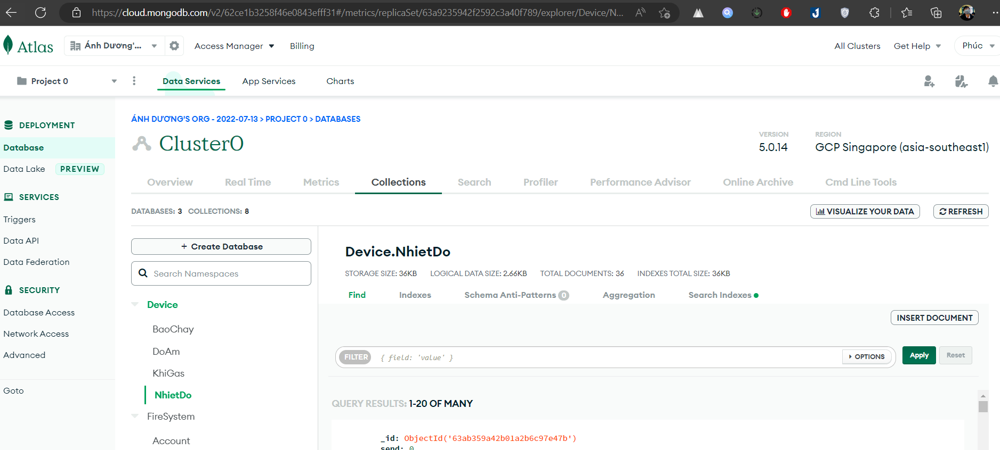 https://cloud.mongodb.com/v2/62ce1b3258f46e0843efff31#/metrics/replicaSet/63a9235942f2592c3a40f789/explorer/Device/N...
Atlas
Ánh Dương'...
Access Manager
Billing
All Clusters
Get Help
Phúc
Project 0
Data Services
App Services
Charts
DEPLOYMENT
Database
Data Lake PREVIEW
SERVICES
Triggers
Data API
Data Federation
SECURITY
Database Access
Network Access
Advanced
Goto
ÁNH DƯƠNG'S ORG - 2022-07-13 > PROJECT 0 > DATABASES
Cluster0
VERSION
5.0.14
REGION
GCP Singapore (asia-southeast1)
Overview
Real Time
Metrics
Collections
Search
Profiler
Performance Advisor
Online Archive
Cmd Line Tools
DATABASES: 3 COLLECTIONS: 8
VISUALIZE YOUR DATA
REFRESH
+ Create Database
Search Namespaces
Device
BaoChay
DoAm
KhiGas
NhietDo
FireSystem
Account
Device.NhietDo
STORAGE SIZE: 36KB LOGICAL DATA SIZE: 2.66KB TOTAL DOCUMENTS: 36 INDEXES TOTAL SIZE: 36KB
Find
Indexes
Schema Anti-Patterns 0
Aggregation
Search Indexes
INSERT DOCUMENT
FILTER { field: 'value' }
OPTIONS
Apply
Reset
QUERY RESULTS: 1-20 OF MANY
_id: ObjectId('63ab359a42b01a2b6c97e47b')
send: 0